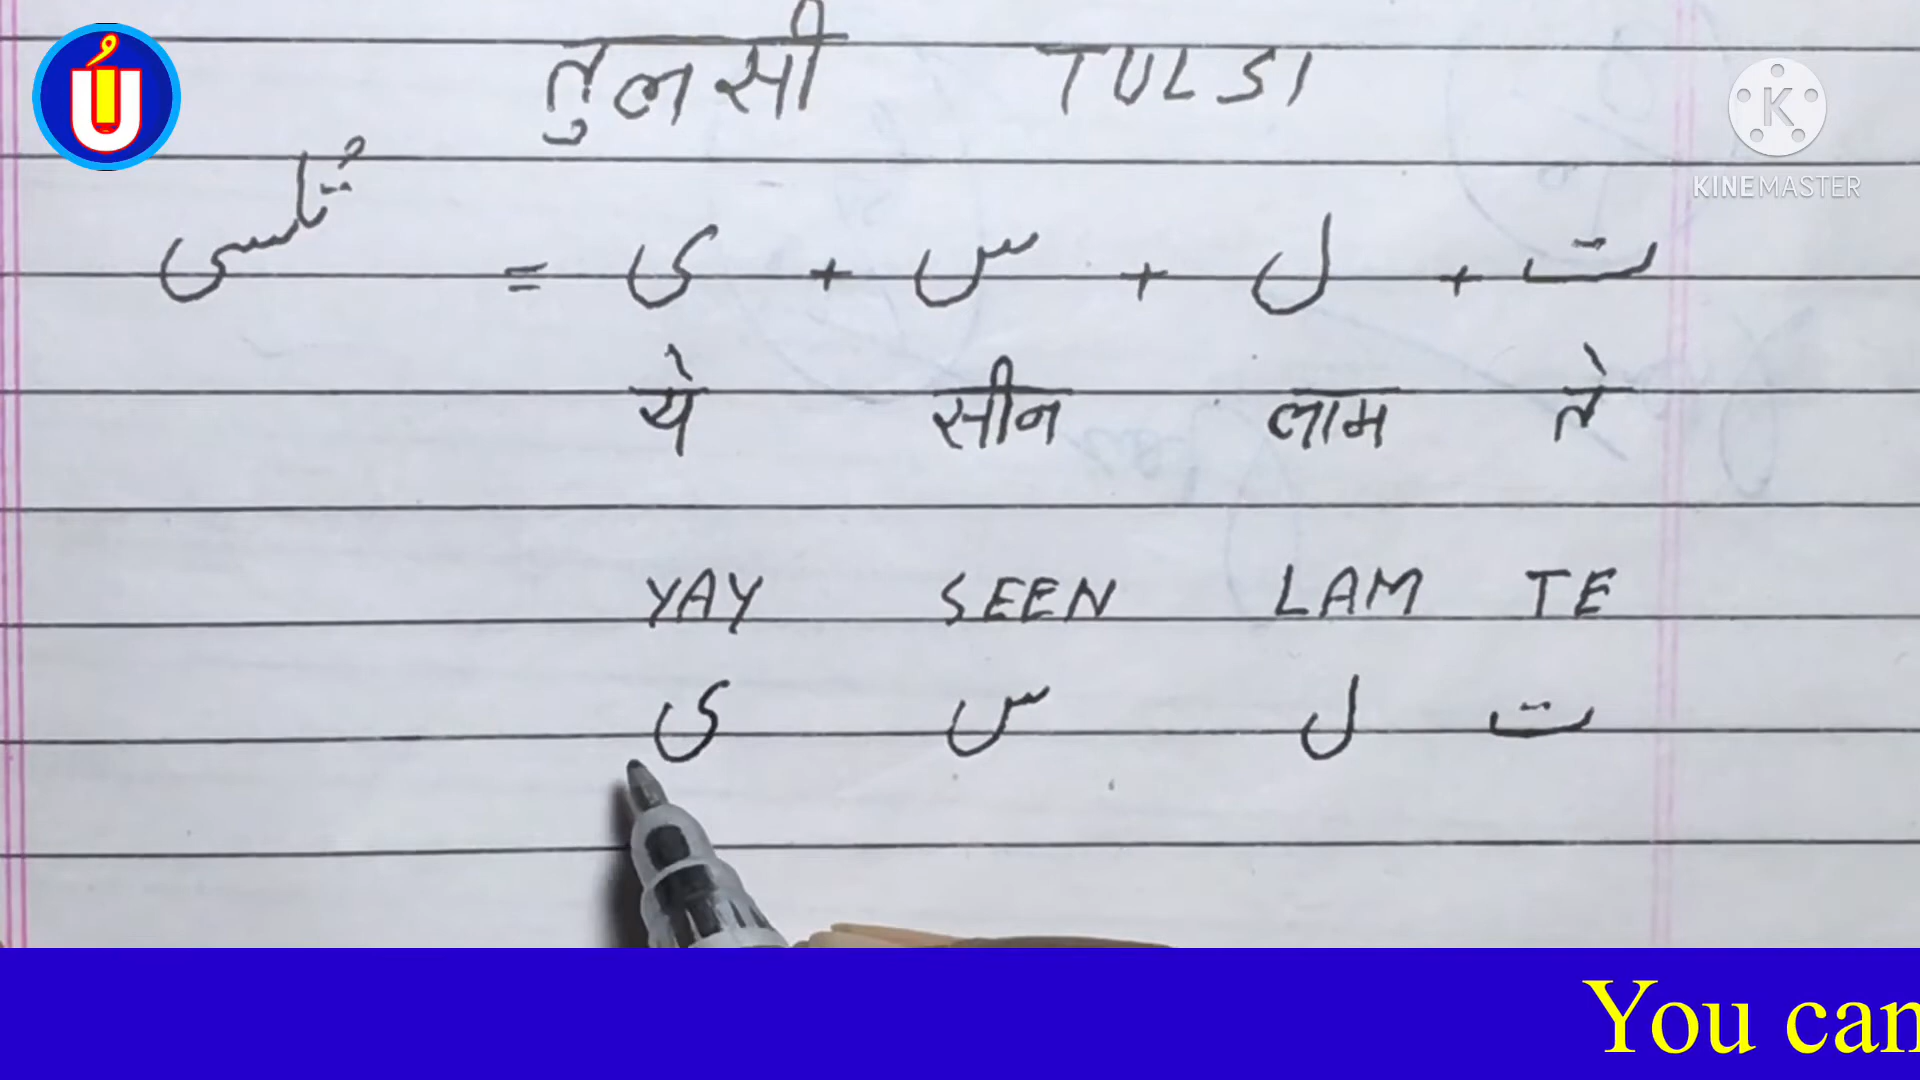 तुलसी TULSI
تُلسی = ی + س + ل + ت
ये सीन लाम ते
YAY SEEN LAM TE
ی س ل ت
KINEMASTER
You can